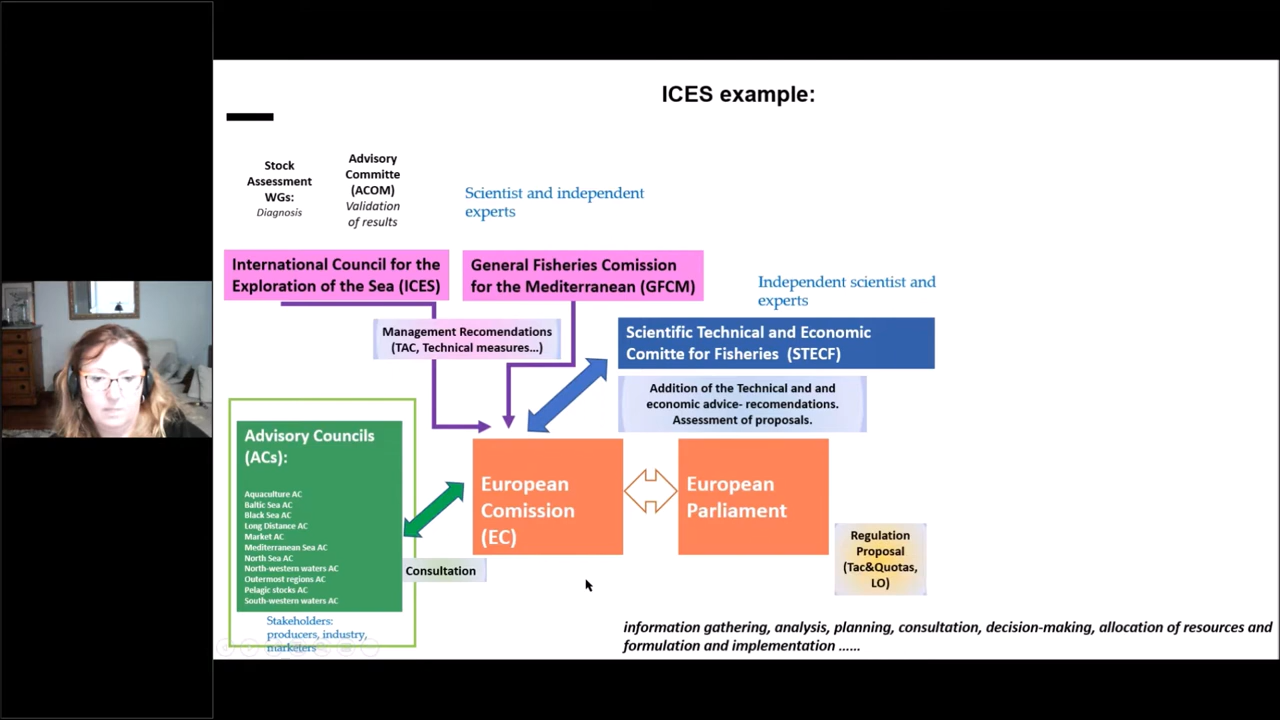 ICES example:
Stock
Assessment
WGs:
Diagnosis
Advisory
Committe
(ACOM)
Validation
of results
Scientist and independent
experts
International Council for the
Exploration of the Sea (ICES)
General Fisheries Comission
for the Mediterranean (GFCM)
Independent scientist and
experts
Management Recomendations
(TAC, Technical measures...)
Scientific Technical and Economic
Comitte for Fisheries (STECF)
Addition of the Technical and and
economic advice- recomendations.
Assessment of proposals.
Advisory Councils
(ACs):
Aquaculture AC
Baltic Sea AC
Black Sea AC
Long Distance AC
Market AC
Mediterranean Sea AC
North Sea AC
North-western waters AC
Outermost regions AC
Pelagic stocks AC
South-western waters AC
Stakeholders:
producers, industry,
marketers
Consultation
European
Comission
(EC)
European
Parliament
Regulation
Proposal
(Tac&Quotas,
LO)
information gathering, analysis, planning, consultation, decision-making, allocation of resources and
formulation and implementation ......